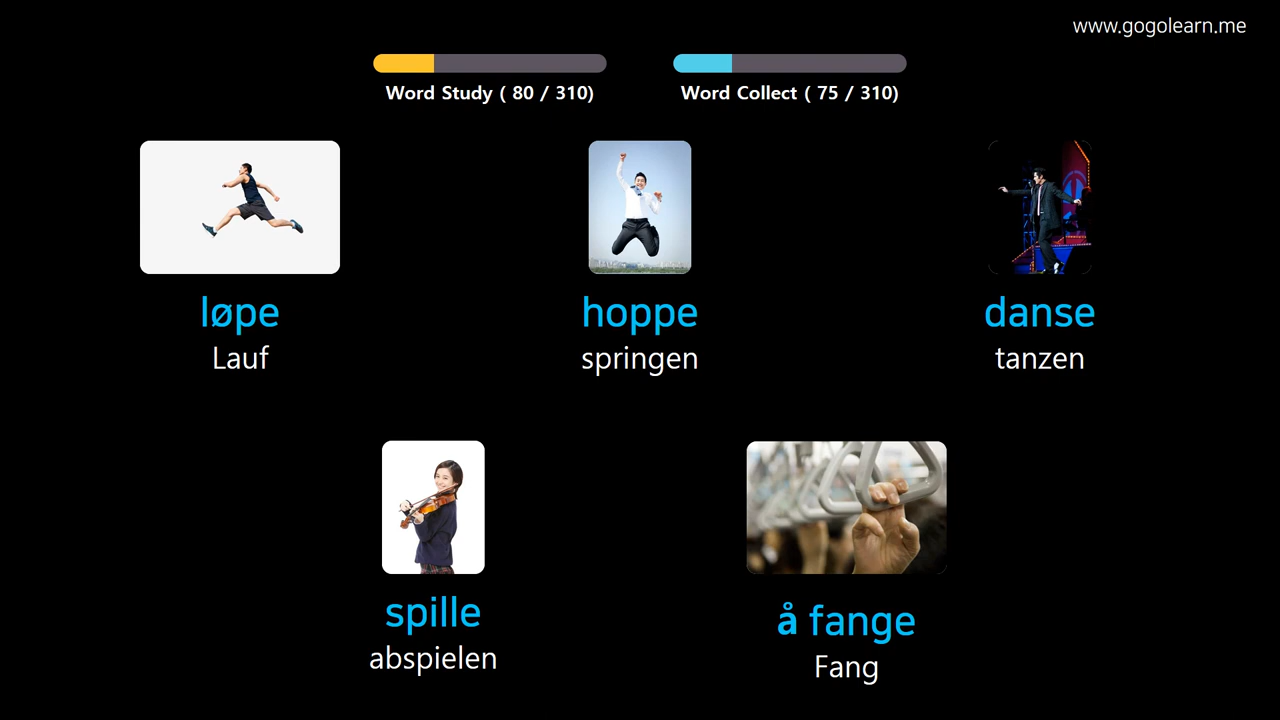 www.gogolearn.me
Word Study ( 80 / 310)
Word Collect ( 75 / 310)
løpe
Lauf
hoppe
springen
danse
tanzen
spille
abspielen
å fange
Fang